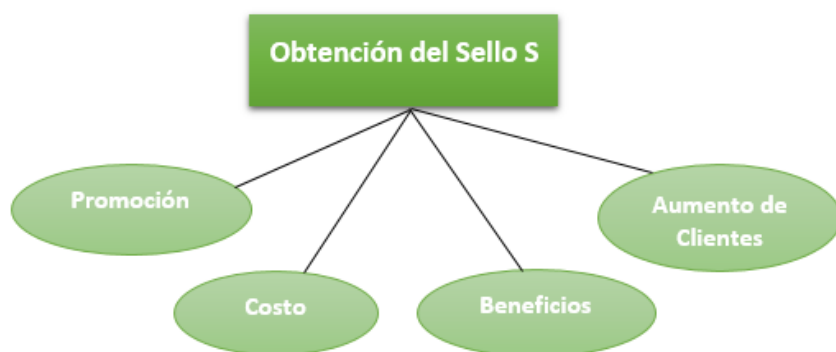 Obtención del Sello S
Promoción
Aumento de
Clientes
Costo
Beneficios